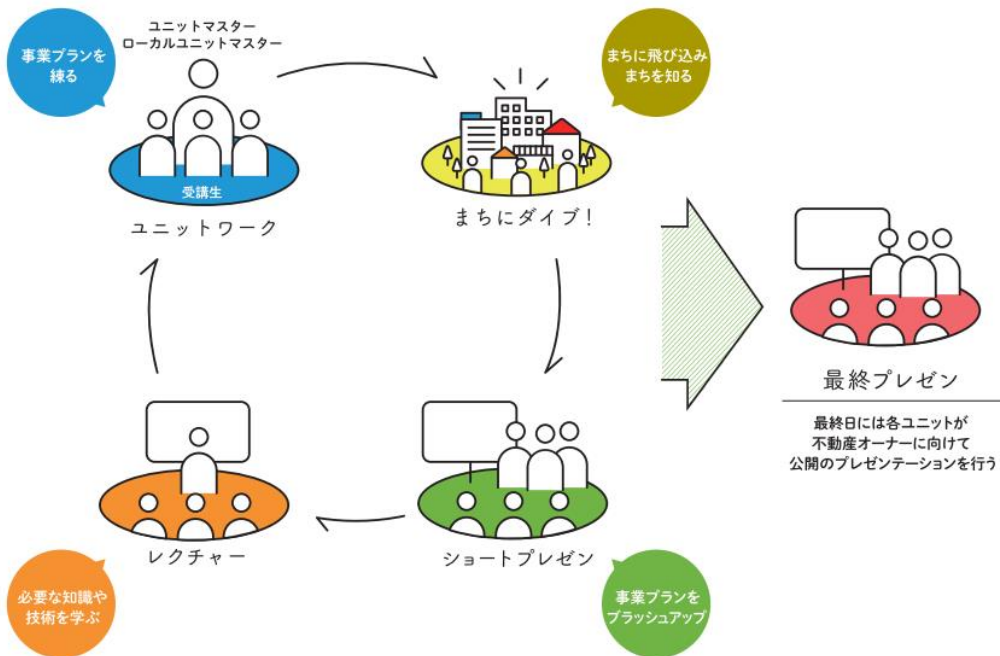 事業プランを
練る
ユニットマスター
ローカルユニットマスター
受講生
ユニットワーク
まちに飛び込み
まちを知る
まちにダイブ！
レクチャー
必要な知識や
技術を学ぶ
ショートプレゼン
事業プランを
ブラッシュアップ
最終プレゼン
最終日には各ユニットが
不動産オーナーに向けて
公開のプレゼンテーションを行う